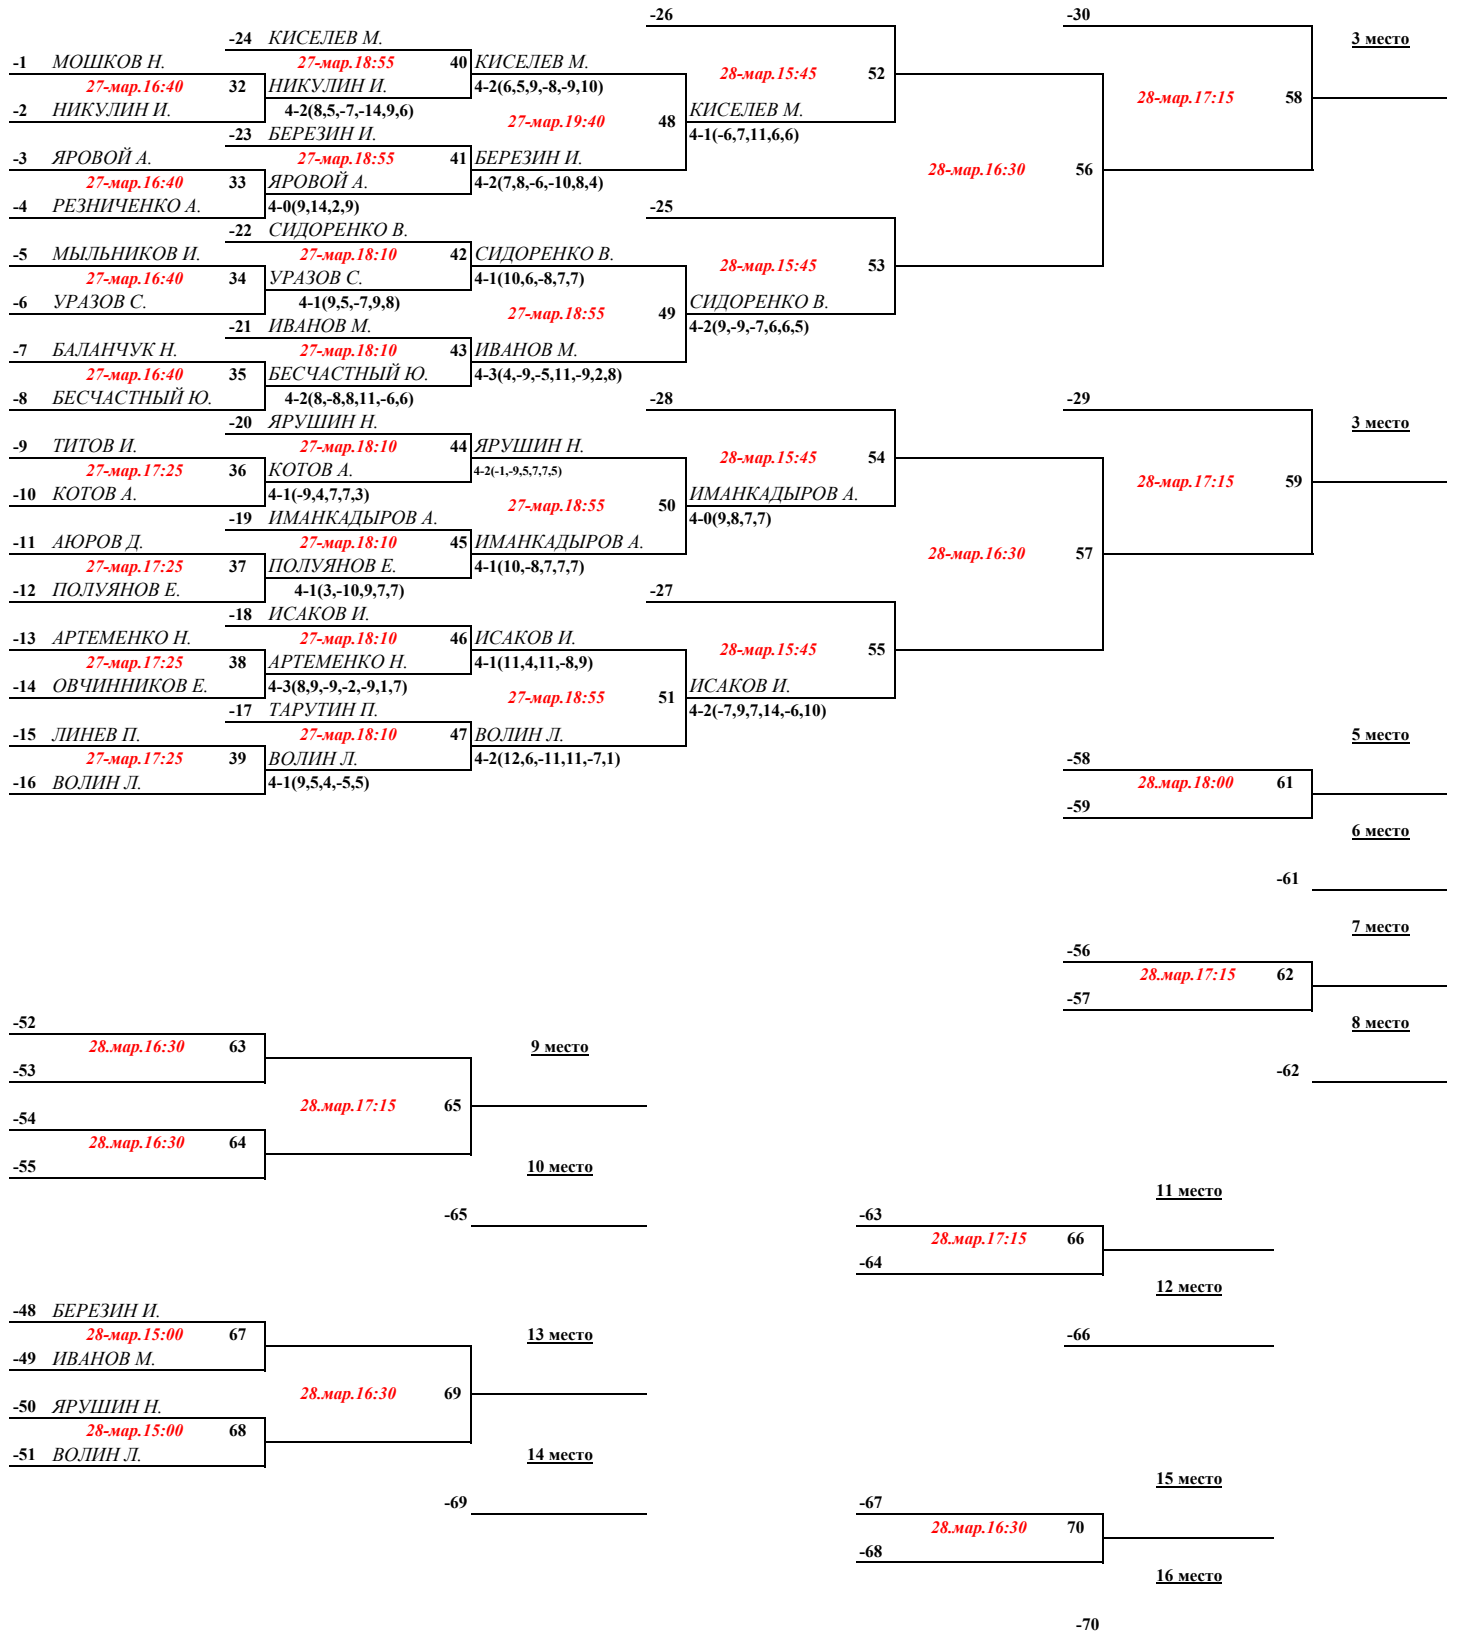 -26
-30
-24 КИСЕЛЕВ М.
3 место
-1 МОШКОВ Н.
27-мар.18:55 40 КИСЕЛЕВ М.
28-мар.15:45 52
27-мар.16:40 32 НИКУЛИН И.
4-2(6,5,9,-8,-9,10)
28-мар.17:15 58
-2 НИКУЛИН И.
4-2(8,5,-7,-14,9,6)
27-мар.19:40 48 КИСЕЛЕВ М.
-23 БЕРЕЗИН И.
4-1(-6,7,11,6,6)
-3 ЯРОВОЙ А.
27-мар.18:55 41 БЕРЕЗИН И.
28-мар.16:30 56
27-мар.16:40 33 ЯРОВОЙ А.
4-2(7,8,-6,-10,8,4)
-4 РЕЗНИЧЕНКО А.
4-0(9,14,2,9)
-25
-22 СИДОРЕНКО В.
-5 МЫЛЬНИКОВ И.
27-мар.18:10 42 СИДОРЕНКО В.
28-мар.15:45 53
27-мар.16:40 34 УРАЗОВ С.
4-1(10,6,-8,7,7)
-6 УРАЗОВ С.
4-1(9,5,-7,9,8)
27-мар.18:55 49 СИДОРЕНКО В.
-21 ИВАНОВ М.
4-2(9,-9,-7,6,6,5)
-7 БАЛАНЧУК Н.
27-мар.18:10 43 ИВАНОВ М.
27-мар.16:40 35 БЕСЧАСТНЫЙ Ю.
4-3(4,-9,-5,11,-9,2,8)
-8 БЕСЧАСТНЫЙ Ю.
4-2(8,-8,8,11,-6,6)
-28
-29
-20 ЯРУШИН Н.
3 место
-9 ТИТОВ И.
27-мар.18:10 44 ЯРУШИН Н.
28-мар.15:45 54
27-мар.17:25 36 КОТОВ А.
4-2(-1,-9,5,7,7,5)
28-мар.17:15 59
-10 КОТОВ А.
4-1(-9,4,7,7,3)
27-мар.18:55 50 ИМАНКАДЫРОВ А.
-19 ИМАНКАДЫРОВ А.
4-0(9,8,7,7)
-11 АЮРОВ Д.
27-мар.18:10 45 ИМАНКАДЫРОВ А.
28-мар.16:30 57
27-мар.17:25 37 ПОЛУЯНОВ Е.
4-1(10,-8,7,7,7)
-12 ПОЛУЯНОВ Е.
4-1(3,-10,9,7,7)
-27
-18 ИСАКОВ И.
-13 АРТЕМЕНКО Н.
27-мар.18:10 46 ИСАКОВ И.
28-мар.15:45 55
27-мар.17:25 38 АРТЕМЕНКО Н.
4-1(11,4,11,-8,9)
-14 ОВЧИННИКОВ Е.
4-3(8,9,-9,-2,-9,1,7)
27-мар.18:55 51 ИСАКОВ И.
-17 ТАРУТИН П.
4-2(-7,9,7,14,-6,10)
-15 ЛИНЕВ П.
27-мар.18:10 47 ВОЛИН Л.
5 место
27-мар.17:25 39 ВОЛИН Л.
4-2(12,6,-11,11,-7,1)
-58
-16 ВОЛИН Л.
4-1(9,5,4,-5,5)
28.мар.18:00 61
-59
6 место
-61
7 место
-56
28.мар.17:15 62
-57
-52
8 место
28.мар.16:30 63
9 место
-53
-62
28.мар.17:15 65
-54
28.мар.16:30 64
-55
10 место
11 место
-65
-63
28.мар.17:15 66
-64
12 место
-48 БЕРЕЗИН И.
28-мар.15:00 67
13 место
-66
-49 ИВАНОВ М.
28.мар.16:30 69
-50 ЯРУШИН Н.
28-мар.15:00 68
-51 ВОЛИН Л.
14 место
15 место
-69
-67
28.мар.16:30 70
-68
16 место
-70